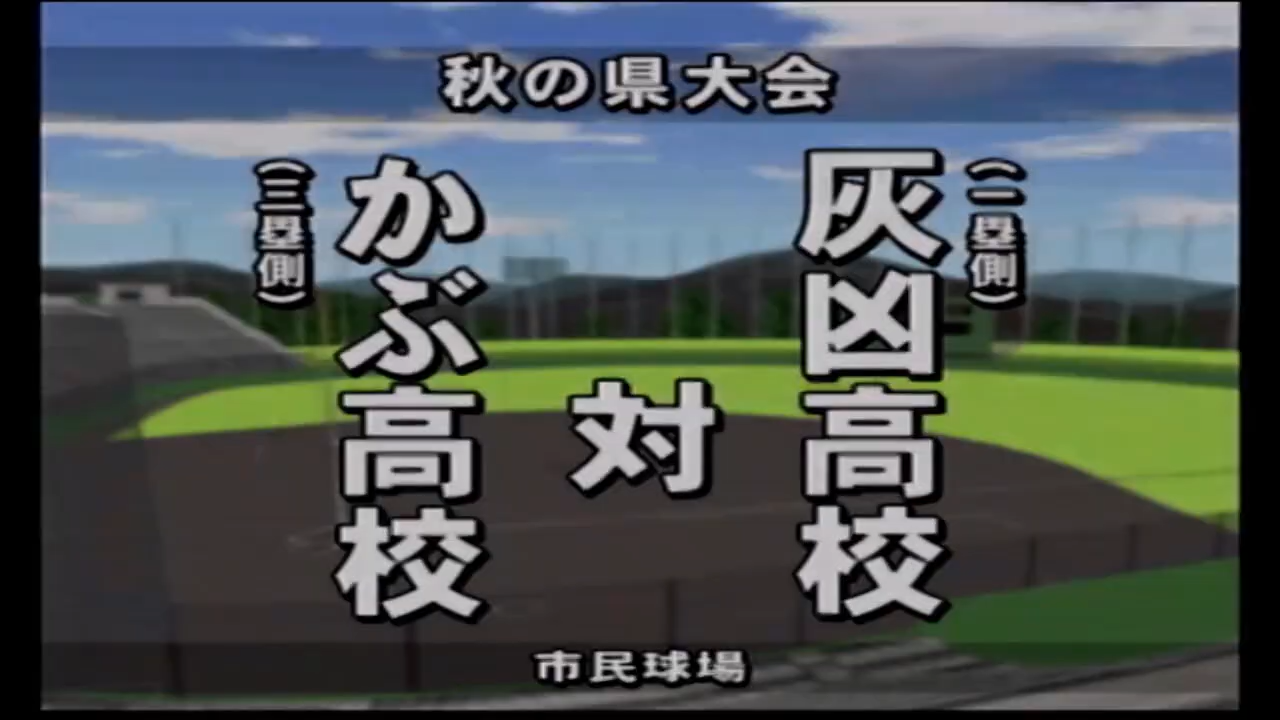 秋の県大会
（一塁側）
灰凶高校
対
かぶ高校
（三塁側）
市民球場